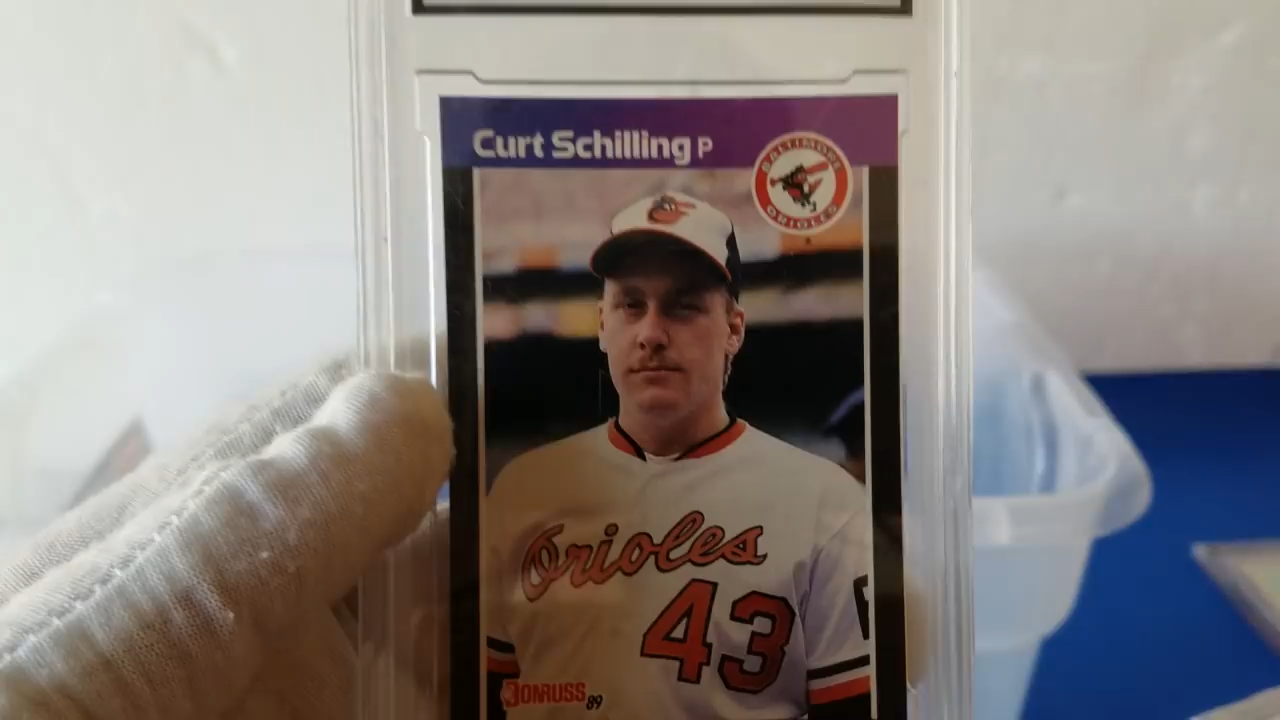 Curt Schilling P
BALTIMORE
ORIOLES
Orioles
43
DONRUSS 89